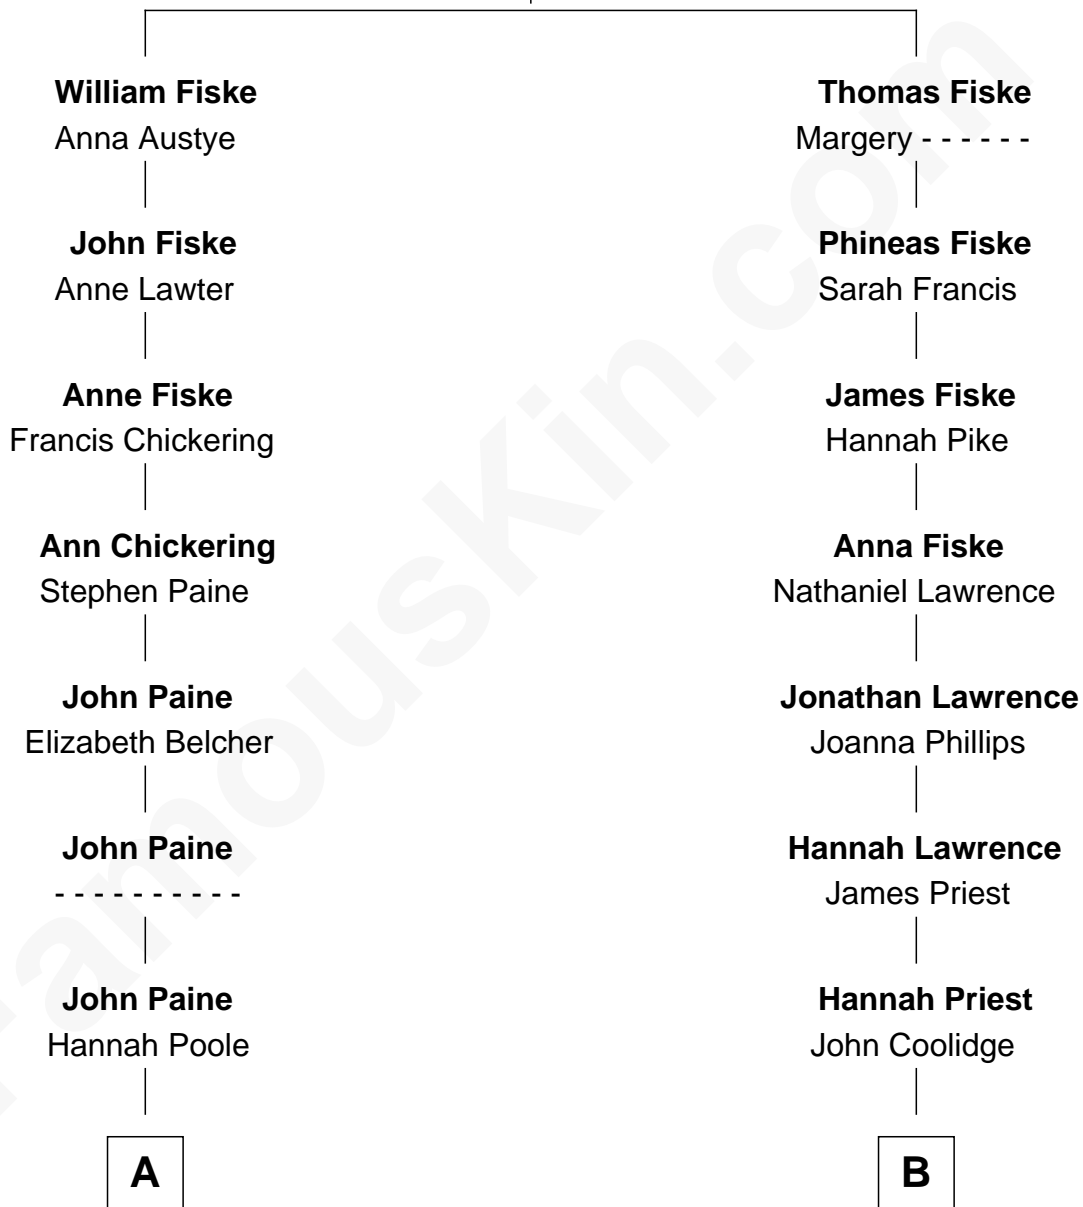 William Fiske
Anna Austye
Thomas Fiske
Margery - - - - - -
John Fiske
Anne Lawter
Phineas Fiske
Sarah Francis
Anne Fiske
Francis Chickering
James Fiske
Hannah Pike
Ann Chickering
Stephen Paine
Anna Fiske
Nathaniel Lawrence
John Paine
Elizabeth Belcher
Jonathan Lawrence
Joanna Phillips
John Paine
- - - - - - - - - -
Hannah Lawrence
James Priest
John Paine
Hannah Poole
Hannah Priest
John Coolidge
A
B
FamousKin.com